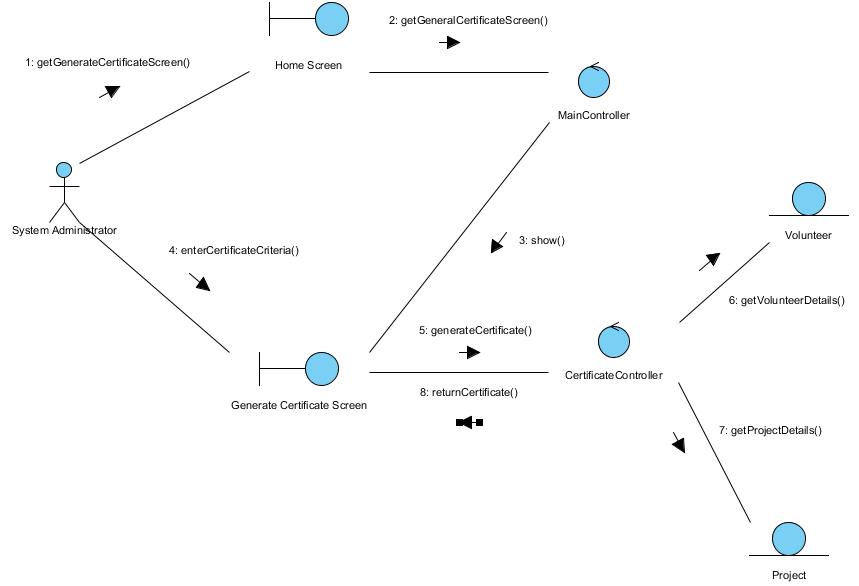 2: getGeneralCertificateScreen()
1: getGenerateCertificateScreen()
Home Screen
MainController
System Administrator
Volunteer
3: show()
4: enterCertificateCriteria()
6: getVolunteerDetails()
5: generateCertificate()
CertificateController
8: returnCertificate()
Generate Certificate Screen
7: getProjectDetails()
Project